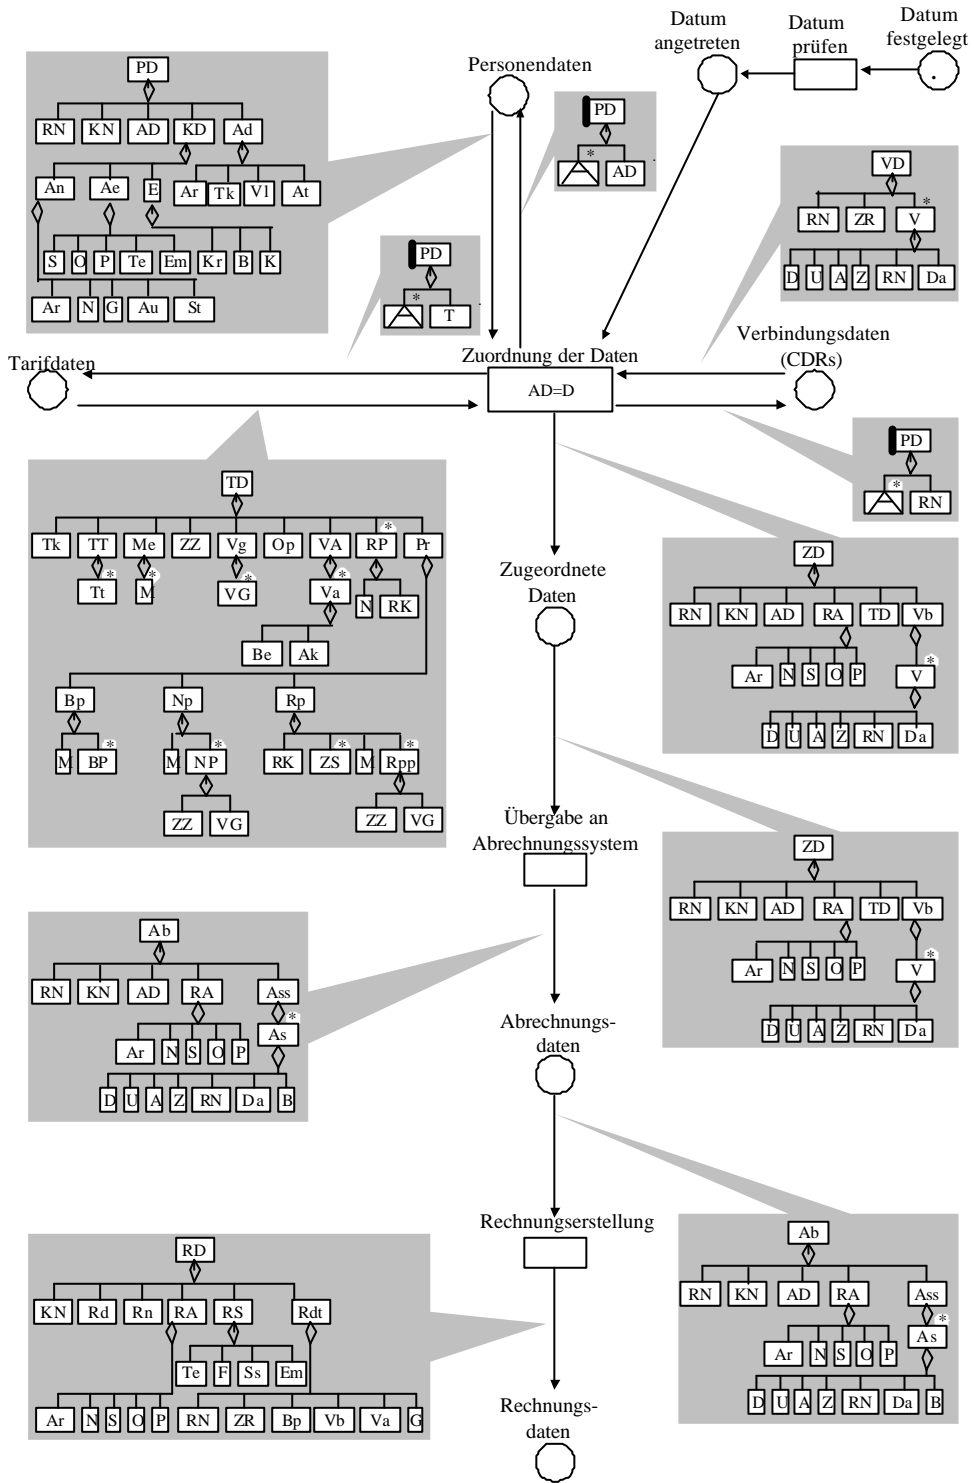 Datum
angetreten
Datum
prüfen
Datum
festgelegt
Personendaten
PD
RN KN AD KD Ad
An Ae E Ar Tk Vl At
S O P Te Em Kr B K
Ar N G Au St
PD
*
AD
PD
*
T
VD
*
RN ZR V
D U A Z RN Da
Tarifdaten
Zuordnung der Daten
AD=D
Verbindungsdaten
(CDRs)
PD
*
RN
TD
*
Tk TT Me ZZ Vg Op VA RP Pr
* * * *
Tt M VG Va N RK
Be Ak
Bp Np Rp
* * * *
M BP M NP RK ZS M Rpp
ZZ VG ZZ VG
Zugeordnete
Daten
ZD
RN KN AD RA TD Vb
*
Ar N S O P V
D U A Z RN Da
Übergabe an
Abrechnungssystem
ZD
RN KN AD RA TD Vb
*
Ar N S O P V
D U A Z RN Da
Ab
RN KN AD RA Ass
*
Ar N S O P As
D U A Z RN Da B
Abrechnungs-
daten
Rechnungserstellung
Ab
RN KN AD RA Ass
*
Ar N S O P As
D U A Z RN Da B
RD
KN Rd Rn RA RS Rdt
Te F Ss Em
Ar N S O P RN ZR Bp Vb Va G
Rechnungs-
daten